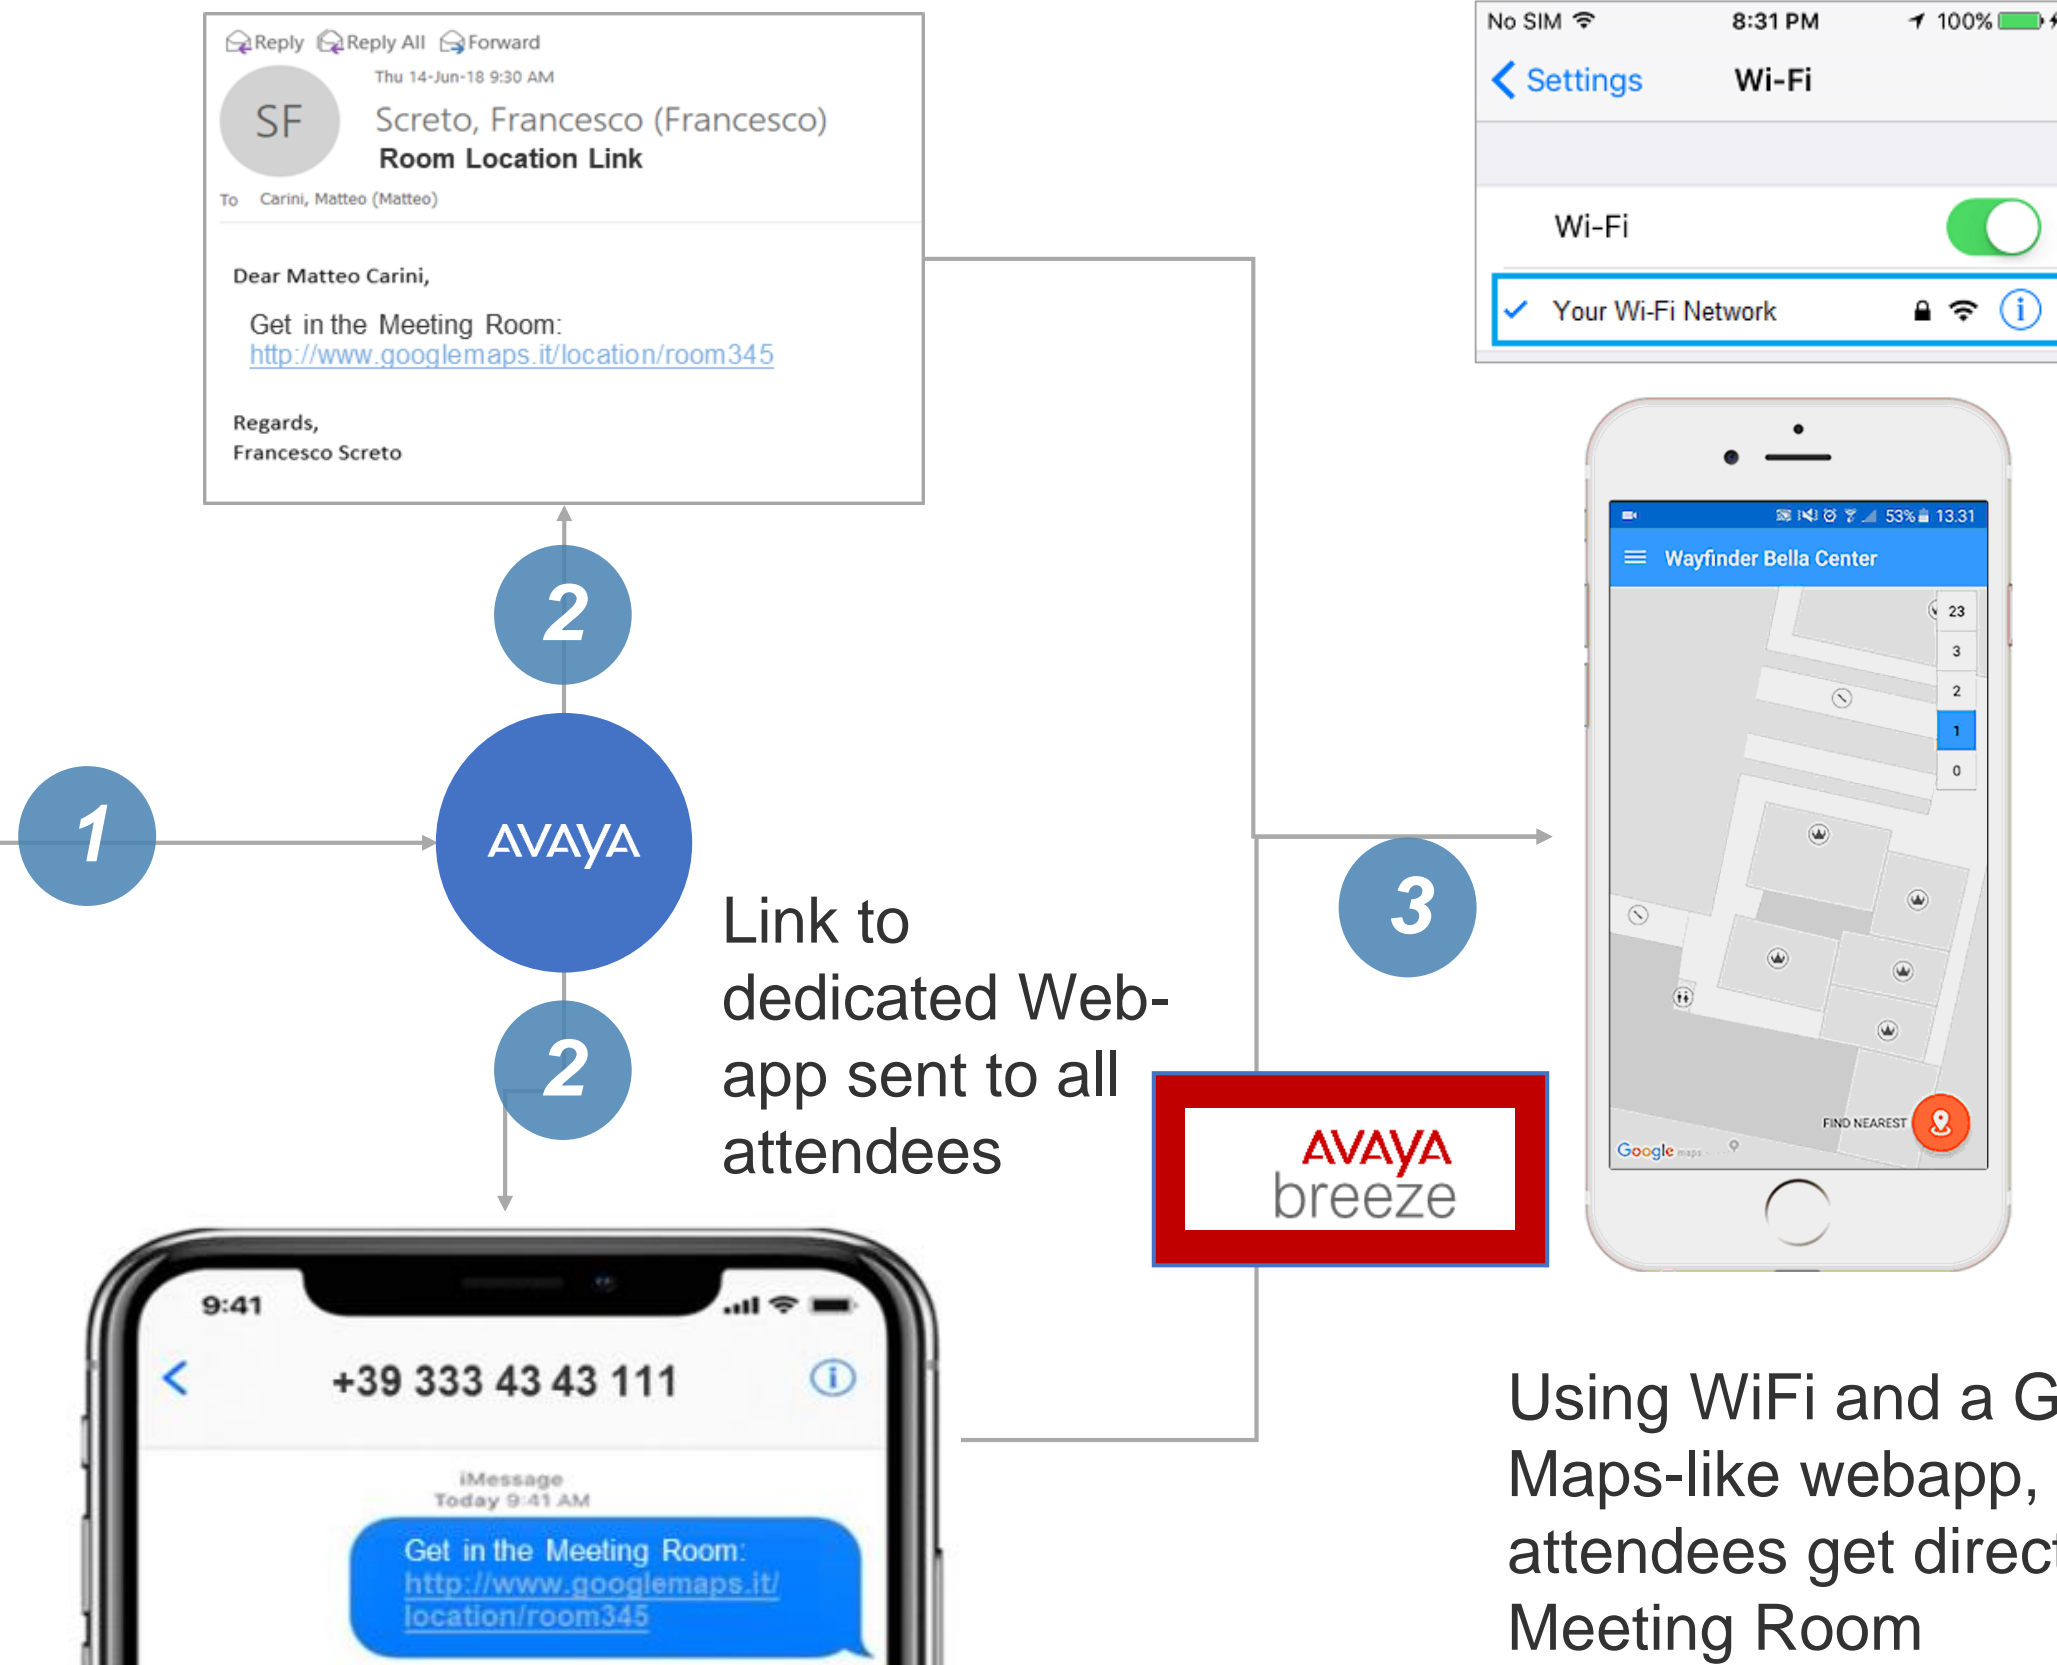 Reply Reply All Forward
Thu 14-Jun-18 9:30 AM
SF
Screto, Francesco (Francesco)
Room Location Link
To Carini, Matteo (Matteo)
Dear Matteo Carini,
Get in the Meeting Room:
http://www.googlemaps.it/location/room345
Regards,
Francesco Screto
No SIM 8:31 PM 100%
Settings Wi-Fi
Wi-Fi
Your Wi-Fi Network
53% 13.31
Wayfinder Bella Center
23
3
2
1
0
FIND NEAREST
Google maps
2
1
AVAYA
2
3
Link to
dedicated Web-
app sent to all
attendees
AVAYA
breeze
9:41
+39 333 43 43 111
iMessage
Today 9:41 AM
Get in the Meeting Room:
http://www.googlemaps.it/
location/room345
Using WiFi and a G
Maps-like webapp,
attendees get direct
Meeting Room